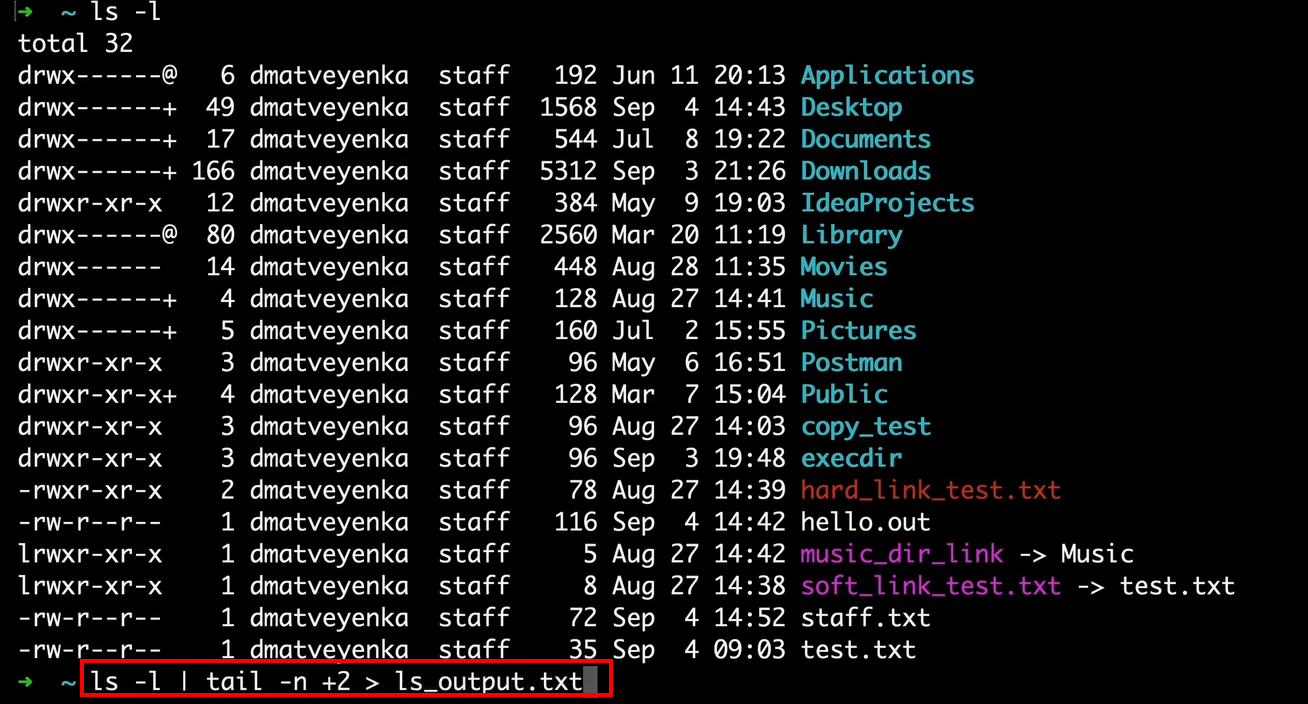 ➜  ~ ls -l
total 32
drwx------@   6 dmatveyenka  staff   192 Jun 11 20:13 Applications
drwx------+  49 dmatveyenka  staff  1568 Sep  4 14:43 Desktop
drwx------+  17 dmatveyenka  staff   544 Jul  8 19:22 Documents
drwx------+ 166 dmatveyenka  staff  5312 Sep  3 21:26 Downloads
drwxr-xr-x   12 dmatveyenka  staff   384 May  9 19:03 IdeaProjects
drwx------@  80 dmatveyenka  staff  2560 Mar 20 11:19 Library
drwx------   14 dmatveyenka  staff   448 Aug 28 11:35 Movies
drwx------+   4 dmatveyenka  staff   128 Aug 27 14:41 Music
drwx------+   5 dmatveyenka  staff   160 Jul  2 15:55 Pictures
drwxr-xr-x    3 dmatveyenka  staff    96 May  6 16:51 Postman
drwxr-xr-x+   4 dmatveyenka  staff   128 Mar  7 15:04 Public
drwxr-xr-x    3 dmatveyenka  staff    96 Aug 27 14:03 copy_test
drwxr-xr-x    3 dmatveyenka  staff    96 Sep  3 19:48 execdir
-rwxr-xr-x    2 dmatveyenka  staff    78 Aug 27 14:39 hard_link_test.txt
-rw-r--r--    1 dmatveyenka  staff   116 Sep  4 14:42 hello.out
lrwxr-xr-x    1 dmatveyenka  staff     5 Aug 27 14:42 music_dir_link -> Music
lrwxr-xr-x    1 dmatveyenka  staff     8 Aug 27 14:38 soft_link_test.txt -> test.txt
-rw-r--r--    1 dmatveyenka  staff    72 Sep  4 14:52 staff.txt
-rw-r--r--    1 dmatveyenka  staff    35 Sep  4 09:03 test.txt
➜  ~ ls -l | tail -n +2 > ls_output.txt